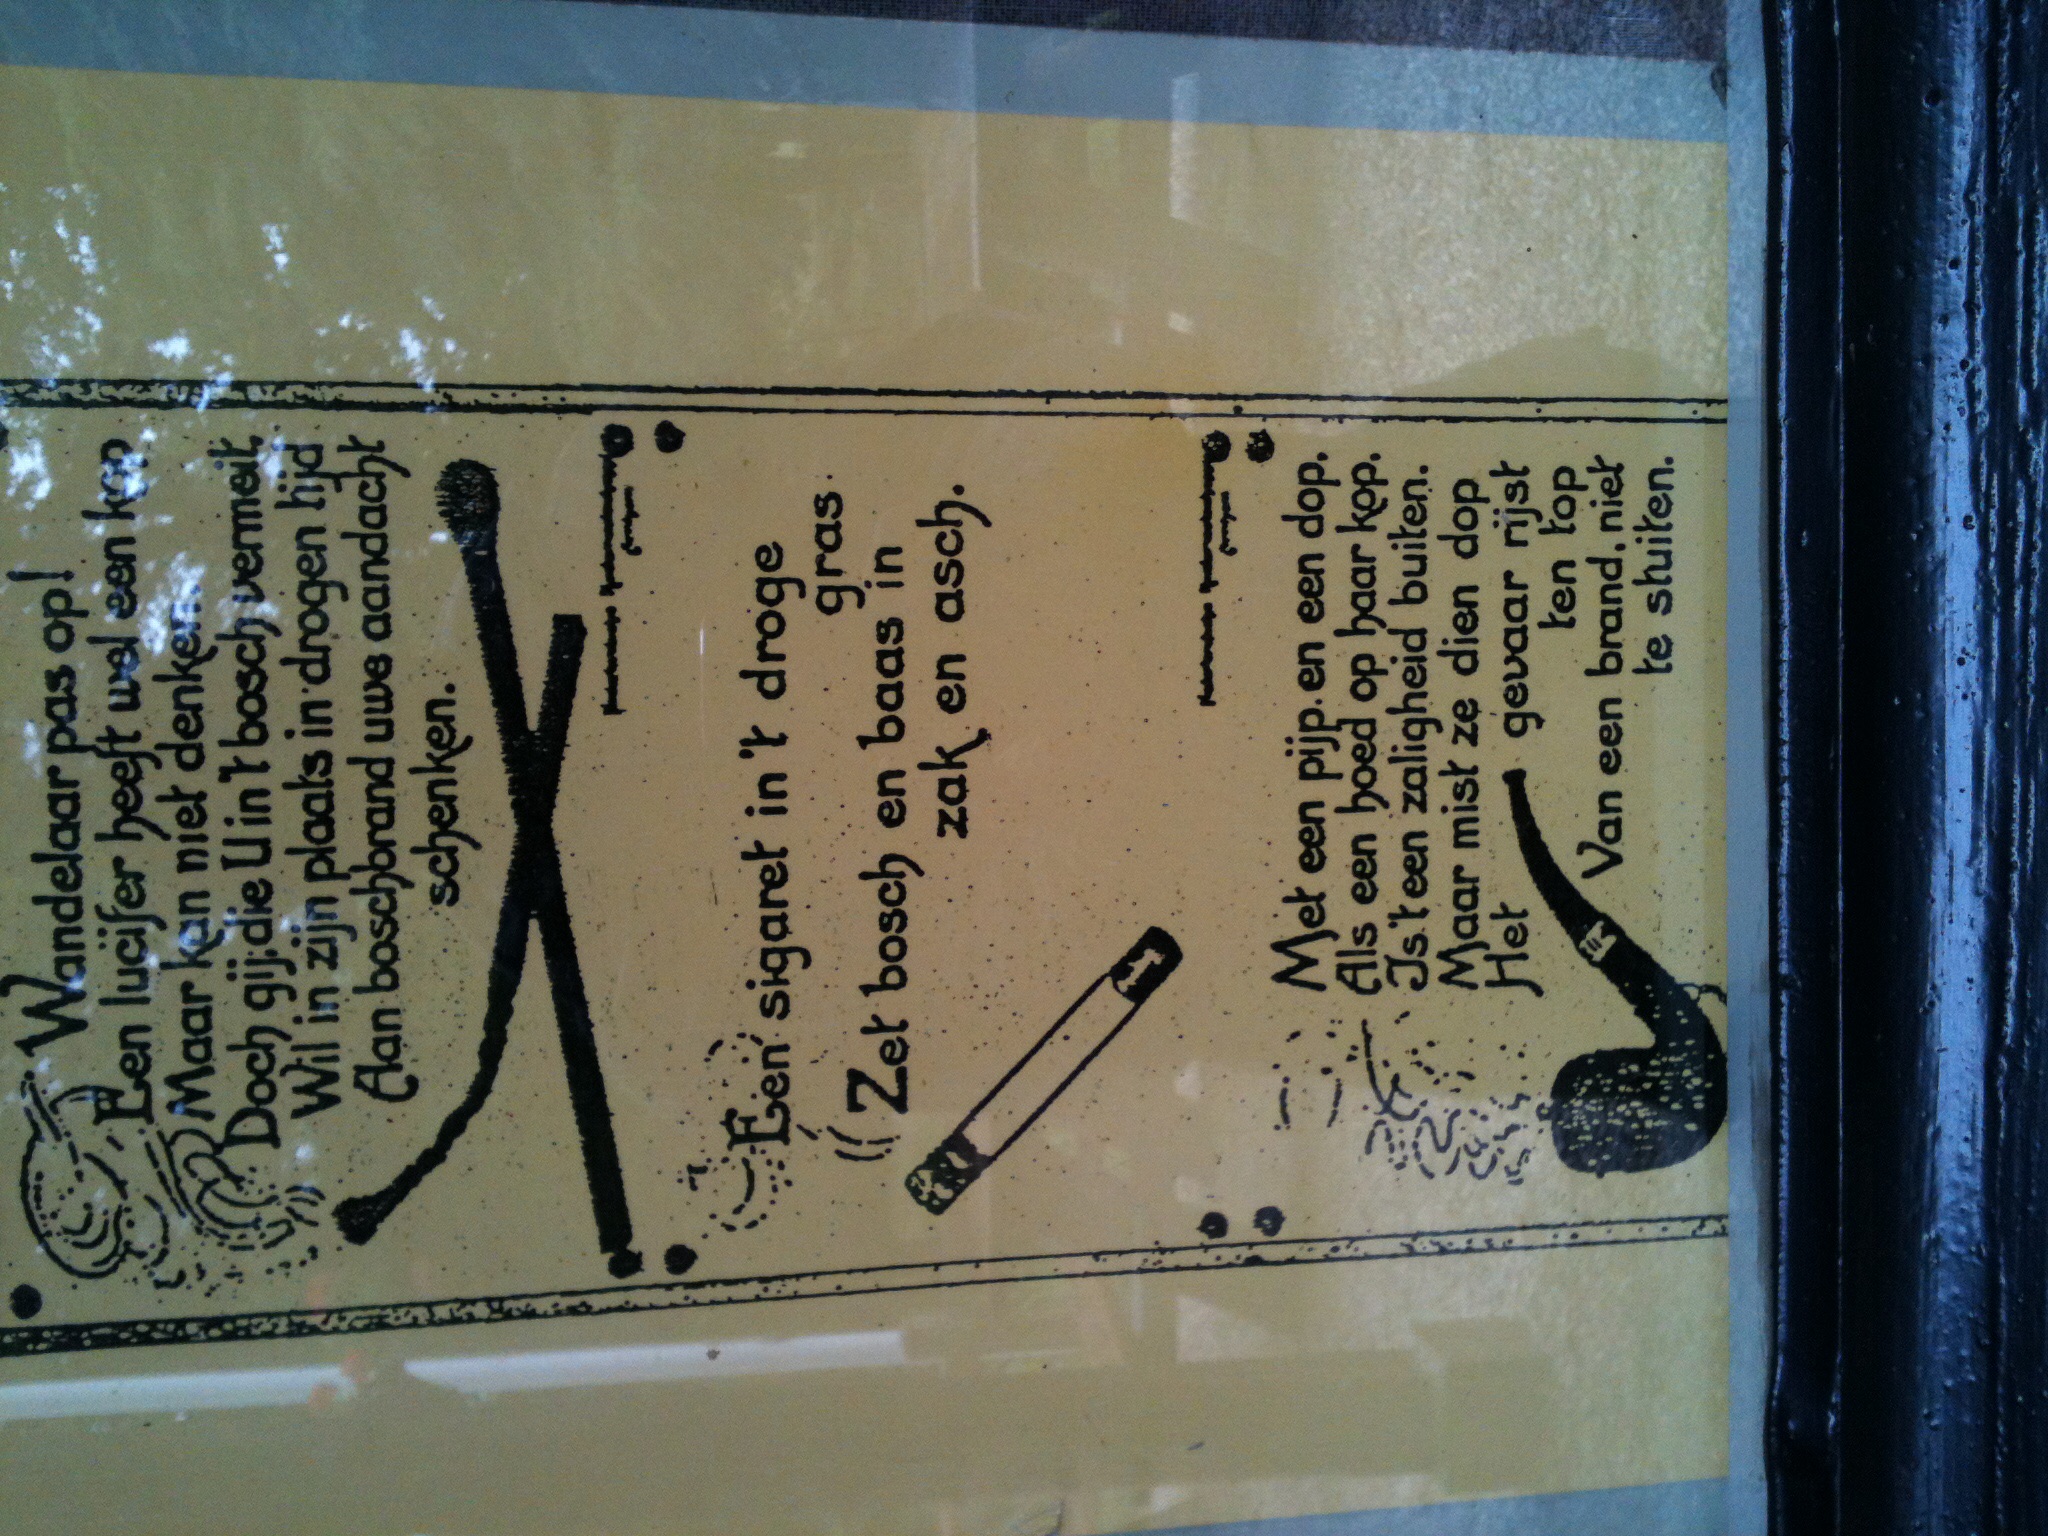 Wandelaar pas op!
Een lucifer heeft wel een kop
Maar kan niet denken.
Doch gij, die U in 't bosch vermeit
Wil in zijn plaats in drogen tijd
Aan boschbrand uwe aandacht
schenken.
Een sigaret in 't droge
gras.
Zet bosch en baas in
zak en asch.
Met een pijp en een dop.
Als een hoed op haar kop.
Is 't een zaligheid buiten.
Maar mist ze dien dop
Het gevaar rijst
ten top
Van een brand, niet
te stuiten.